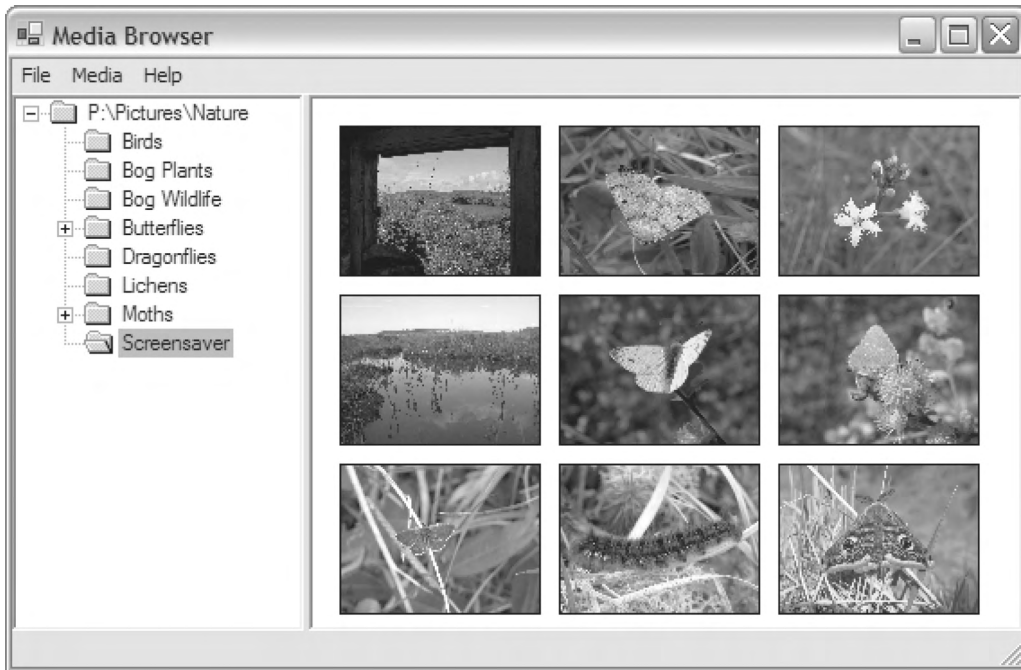 Media Browser
File Media Help
P:\Pictures\Nature
Birds
Bog Plants
Bog Wildlife
Butterflies
Dragonflies
Lichens
Moths
Screensaver